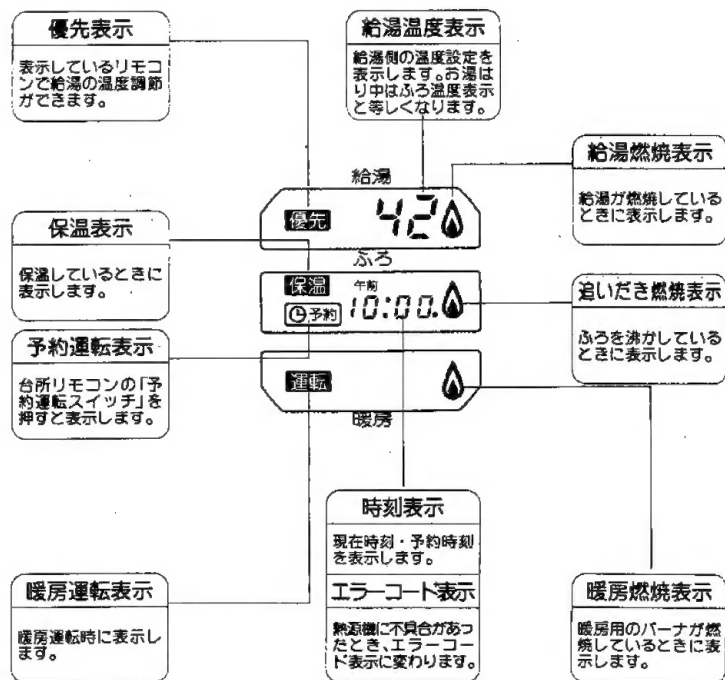 優先表示
表示しているリモコ
ンで給湯の温度調節
ができます。
給湯温度表示
給湯側の温度設定を
表示します。お湯は
り中はふろ温度表示
と等しくなります。
給湯燃焼表示
給湯が燃焼している
ときに表示します。
保温表示
保温しているときに
表示します。
予約運転表示
台所リモコンの「予
約運転スイッチ」を
押すと表示します。
給湯
優先 42
ふろ
保温 午前
予約 10:00.
運転
暖房
追いだき燃焼表示
ふろを沸かしている
ときに表示します。
時刻表示
現在時刻・予約時刻
を表示します。
エラーコード表示
熱源機に不具合があっ
たとき、エラーコー
ド表示に変わります。
暖房運転表示
暖房運転時に表示し
ます。
暖房燃焼表示
暖房用のバーナが燃
焼しているときに表
示します。